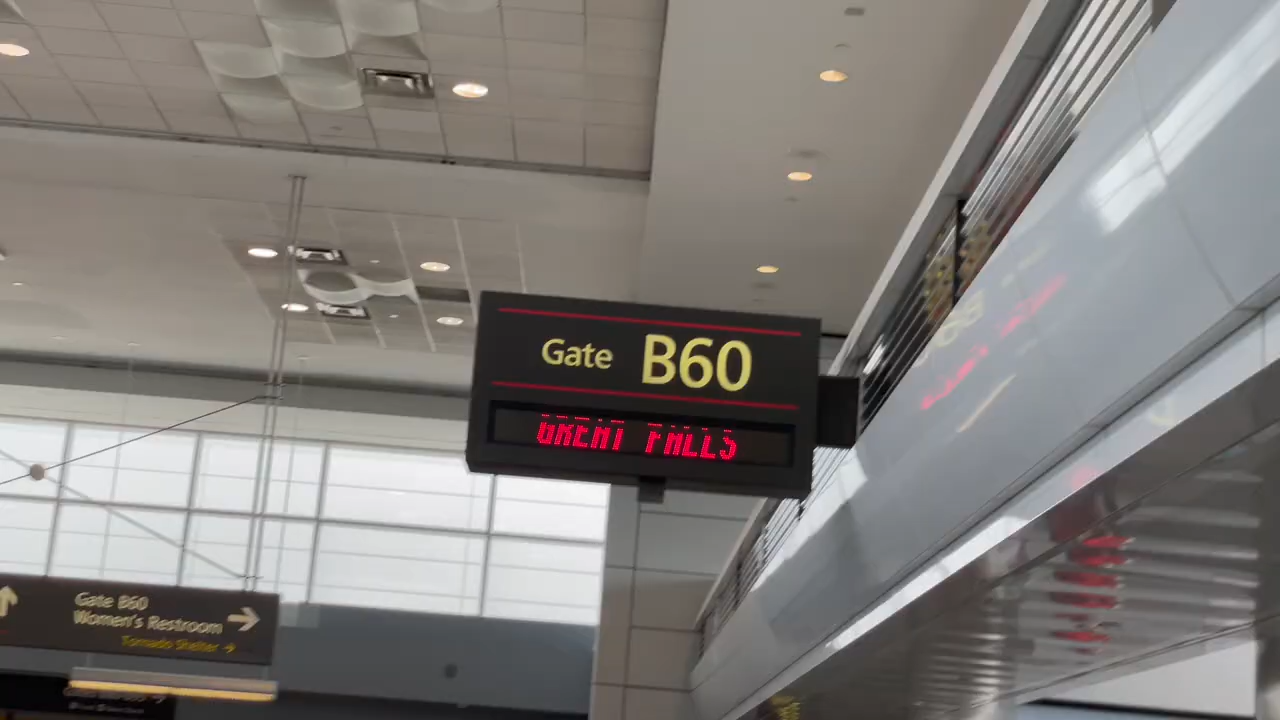 Gate B60
GREAT FALLS
Gate B60
Women's Restroom
Tornado Shelter